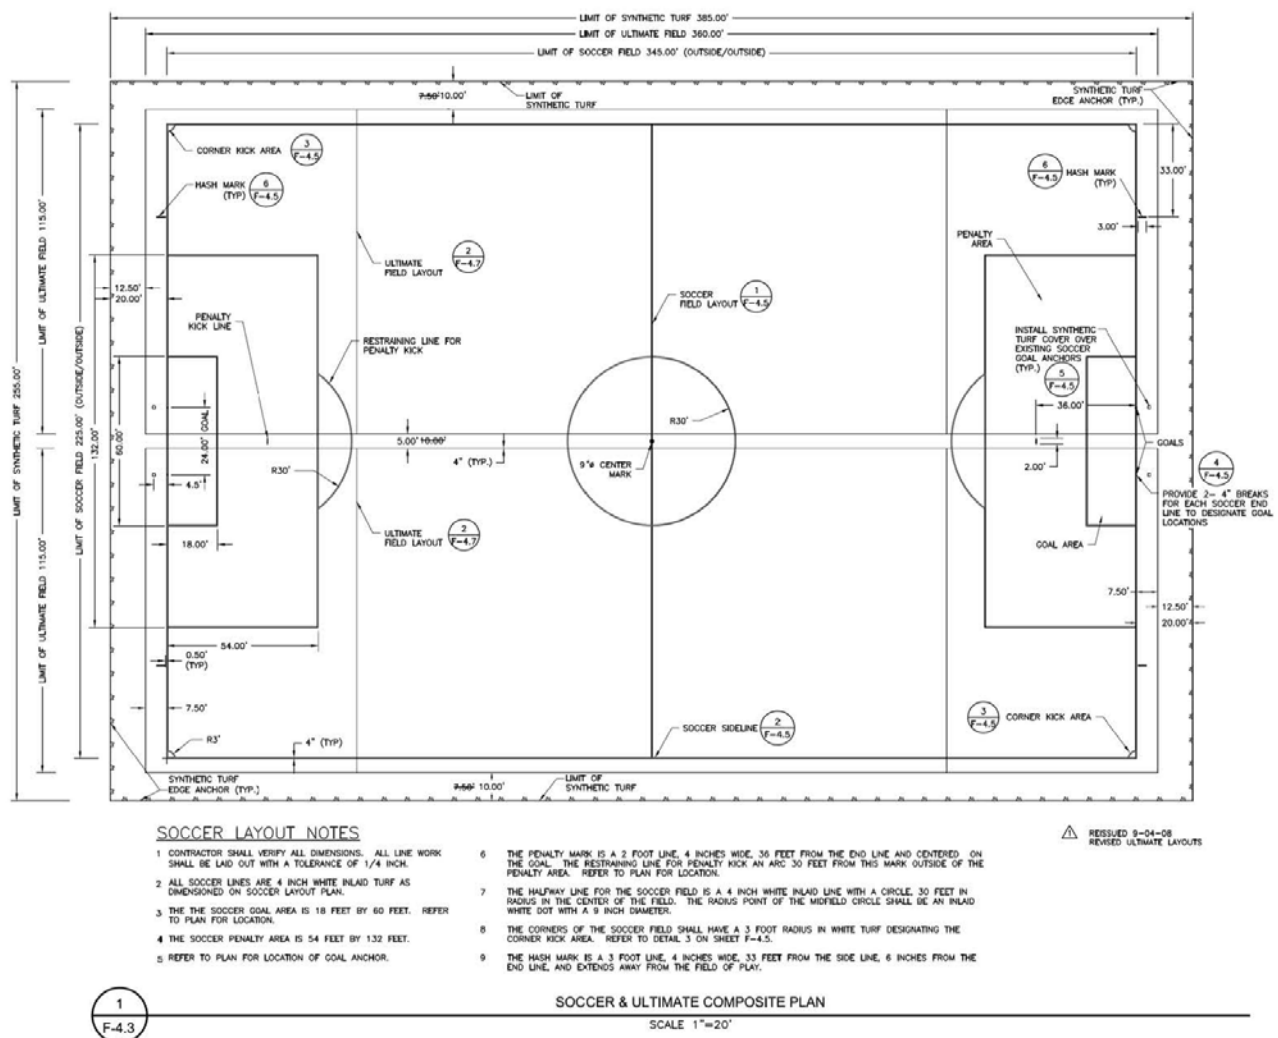 LIMIT OF SYNTHETIC TURF 385.00'
LIMIT OF ULTIMATE FIELD 360.00'
LIMIT OF SOCCER FIELD 345.00' (OUTSIDE/OUTSIDE)
7.50' 10.00'
LIMIT OF
SYNTHETIC TURF
SYNTHETIC TURF
EDGE ANCHOR (TYP.)
CORNER KICK AREA
3
F-4.5
HASH MARK
(TYP)
6
F-4.5
6
F-4.5
HASH MARK
(TYP)
33.00'
3.00'
LIMIT OF ULTIMATE FIELD 115.00'
LIMIT OF SYNTHETIC TURF 255.00'
LIMIT OF SOCCER FIELD 225.00' (OUTSIDE/OUTSIDE)
LIMIT OF ULTIMATE FIELD 115.00'
132.00'
60.00'
24.00' GOAL
12.50'
20.00'
PENALTY
KICK LINE
ULTIMATE
FIELD LAYOUT
2
F-4.7
RESTRAINING LINE FOR
PENALTY KICK
SOCCER
FIELD LAYOUT
1
F-4.5
PENALTY
AREA
INSTALL SYNTHETIC
TURF COVER OVER
EXISTING SOCCER
GOAL ANCHORS
(TYP.)
5
F-4.5
36.00'
R30'
R30'
5.00' 10.00'
4" (TYP.)
9"ø CENTER
MARK
2.00'
GOALS
4
F-4.5
PROVIDE 2- 4" BREAKS
FOR EACH SOCCER END
LINE TO DESIGNATE GOAL
LOCATIONS
4.5'
18.00'
ULTIMATE
FIELD LAYOUT
2
F-4.7
GOAL AREA
7.50'
12.50'
20.00'
54.00'
0.50'
(TYP)
7.50'
R3'
4" (TYP)
SOCCER SIDELINE
2
F-4.5
3
F-4.5
CORNER KICK AREA
SYNTHETIC TURF
EDGE ANCHOR (TYP.)
7.50' 10.00'
LIMIT OF
SYNTHETIC TURF
SOCCER LAYOUT NOTES
1 CONTRACTOR SHALL VERIFY ALL DIMENSIONS. ALL LINE WORK
SHALL BE LAID OUT WITH A TOLERANCE OF 1/4 INCH.
2 ALL SOCCER LINES ARE 4 INCH WHITE INLAID TURF AS
DIMENSIONED ON SOCCER LAYOUT PLAN.
3 THE THE SOCCER GOAL AREA IS 18 FEET BY 60 FEET. REFER
TO PLAN FOR LOCATION.
4 THE SOCCER PENALTY AREA IS 54 FEET BY 132 FEET.
5 REFER TO PLAN FOR LOCATION OF GOAL ANCHOR.
6 THE PENALTY MARK IS A 2 FOOT LINE, 4 INCHES WIDE, 36 FEET FROM THE END LINE AND CENTERED ON
THE GOAL. THE RESTRAINING LINE FOR PENALTY KICK AN ARC 30 FEET FROM THIS MARK OUTSIDE OF THE
PENALTY AREA. REFER TO PLAN FOR LOCATION.
7 THE HALFWAY LINE FOR THE SOCCER FIELD IS A 4 INCH WHITE INLAID LINE WITH A CIRCLE, 30 FEET IN
RADIUS IN THE CENTER OF THE FIELD. THE RADIUS POINT OF THE MIDFIELD CIRCLE SHALL BE AN INLAID
WHITE DOT WITH A 9 INCH DIAMETER.
8 THE CORNERS OF THE SOCCER FIELD SHALL HAVE A 3 FOOT RADIUS IN WHITE TURF DESIGNATING THE
CORNER KICK AREA. REFER TO DETAIL 3 ON SHEET F-4.5.
9 THE HASH MARK IS A 3 FOOT LINE, 4 INCHES WIDE, 33 FEET FROM THE SIDE LINE, 6 INCHES FROM THE
END LINE, AND EXTENDS AWAY FROM THE FIELD OF PLAY.
1 REISSUED 9-04-08
REVISED ULTIMATE LAYOUTS
1
F-4.3
SOCCER & ULTIMATE COMPOSITE PLAN
SCALE 1"=20'